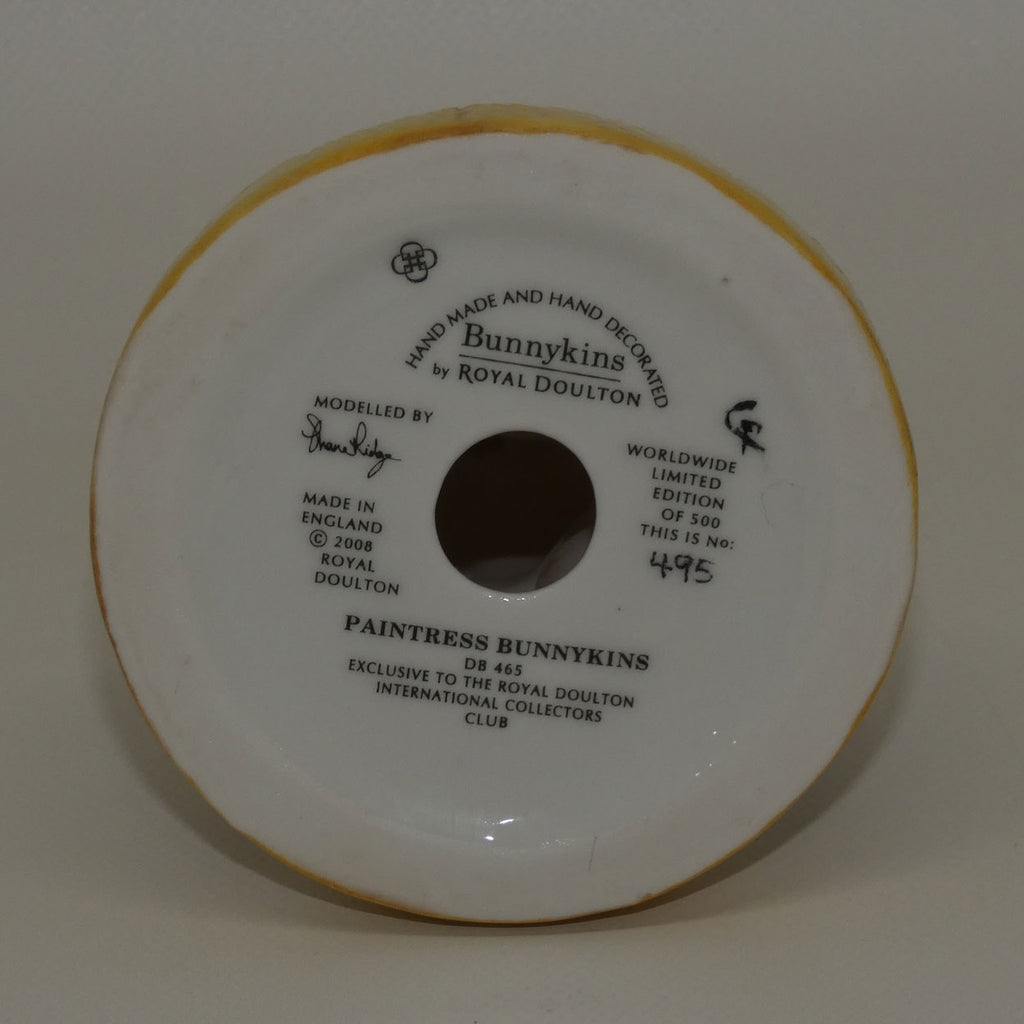 HAND MADE AND HAND DECORATED
Bunnykins
by ROYAL DOULTON
MODELLED BY
Shane Ridge
MADE IN
ENGLAND
© 2008
ROYAL
DOULTON
WORLDWIDE
LIMITED
EDITION
OF 500
THIS IS No:
495
PAINTRESS BUNNYKINS
DB 465
EXCLUSIVE TO THE ROYAL DOULTON
INTERNATIONAL COLLECTORS
CLUB